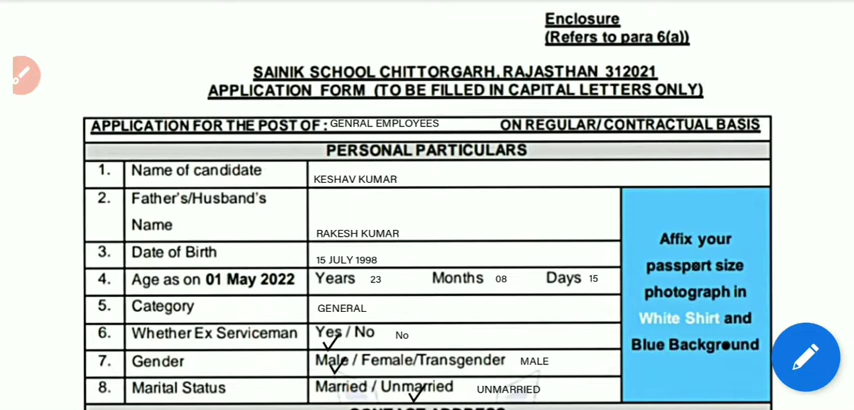 Enclosure
(Refers to para 6(a))
SAINIK SCHOOL CHITTORGARH, RAJASTHAN 312021
APPLICATION FORM (TO BE FILLED IN CAPITAL LETTERS ONLY)
APPLICATION FOR THE POST OF : GENRAL EMPLOYEES ON REGULAR/ CONTRACTUAL BASIS
PERSONAL PARTICULARS
1. Name of candidate KESHAV KUMAR
2. Father's/Husband's
Name RAKESH KUMAR
3. Date of Birth 15 JULY 1998
4. Age as on 01 May 2022 Years 23 Months 08 Days 15
5. Category GENERAL
6. Whether Ex Serviceman Yes / No No
7. Gender Male / Female/Transgender MALE
8. Marital Status Married / Unmarried UNMARRIED
Affix your
passport size
photograph in
White Shirt and
Blue Background
CONTACT ADDRESS